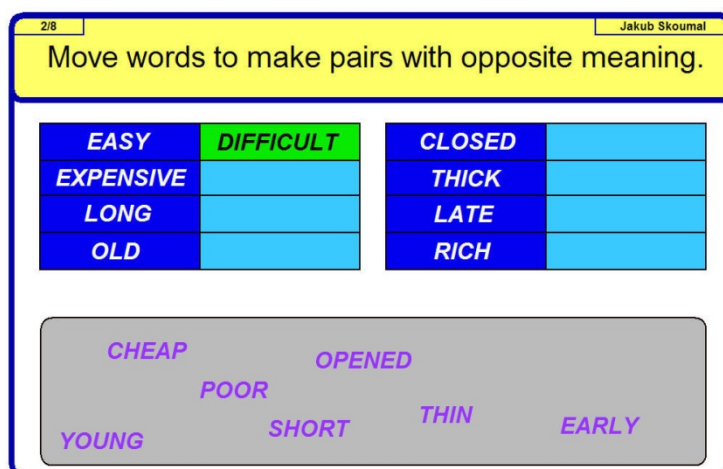 2/8
Jakub Skoumal
Move words to make pairs with opposite meaning.
EASY DIFFICULT CLOSED
EXPENSIVE THICK
LONG LATE
OLD RICH
CHEAP
OPENED
POOR
THIN
SHORT
EARLY
YOUNG